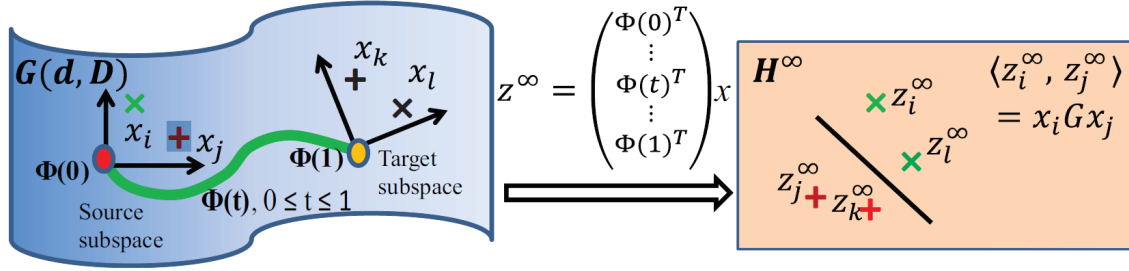 G(d, D)
x_i
x_j
Φ(0)
Source
subspace
Φ(t), 0 ≤ t ≤ 1
x_k
x_l
Φ(1)
Target
subspace
z^∞ = (Φ(0)^T ⋮ Φ(t)^T ⋮ Φ(1)^T) x
H^∞
⟨z_i^∞, z_j^∞⟩
= x_i G x_j
z_i^∞
z_l^∞
z_j^∞
z_k^∞